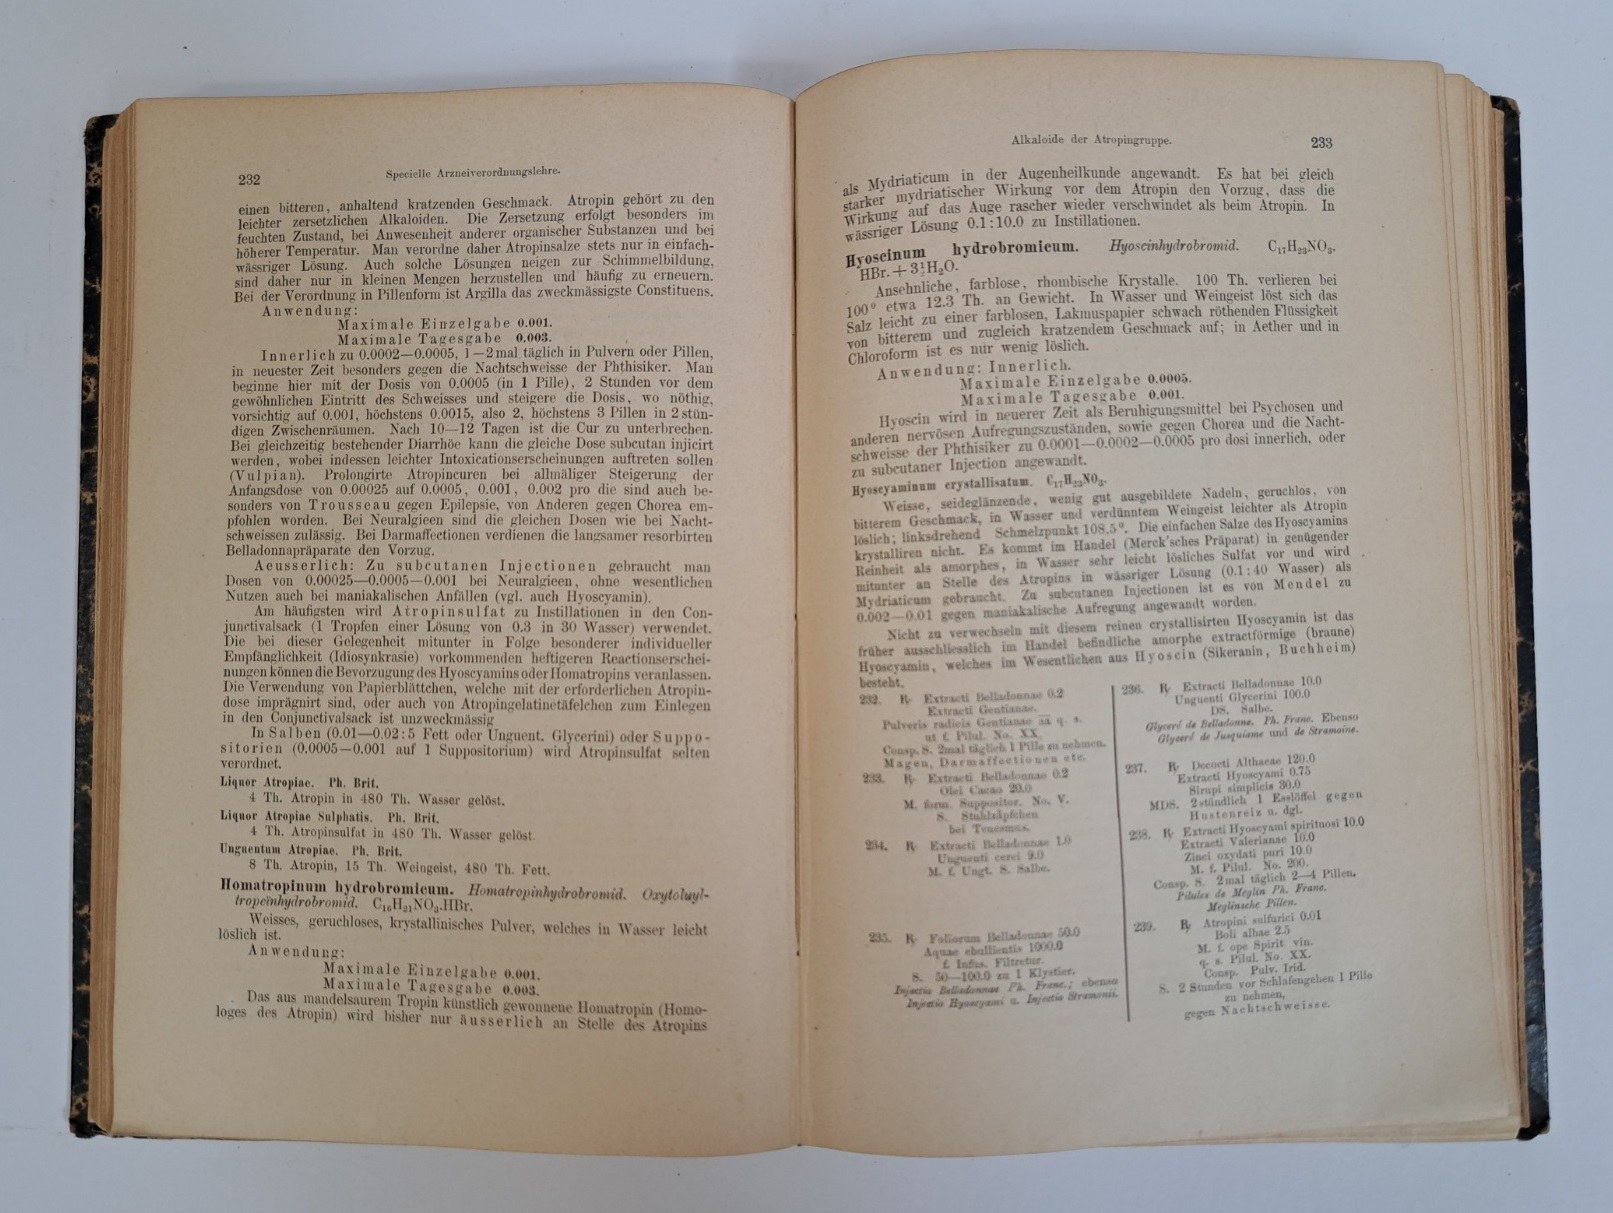 232
Specielle Arzneiverordnungslehre.
einen bitteren, anhaltend kratzenden Geschmack. Atropin gehört zu den
leichter zersetzlichen Alkaloiden. Die Zersetzung erfolgt besonders im
feuchten Zustand, bei Anwesenheit anderer organischer Substanzen und bei
höherer Temperatur. Man verordne daher Atropinsalze stets nur in einfach-
wässriger Lösung. Auch solche Lösungen neigen zur Schimmelbildung,
sind daher nur in kleinen Mengen herzustellen und häufig zu erneuern.
Bei der Verordnung in Pillenform ist Argilla das zweckmässigste Constituens.
Anwendung:
Maximale Einzelgabe 0.001.
Maximale Tagesgabe 0.003.
Innerlich zu 0.0002—0.0005, 1—2mal täglich in Pulvern oder Pillen,
in neuester Zeit besonders gegen die Nachtschweisse der Phthisiker. Man
beginne hier mit der Dosis von 0.0005 (in 1 Pille), 2 Stunden vor dem
gewöhnlichen Eintritt des Schweisses und steigere die Dosis, wo nöthig,
vorsichtig auf 0.001, höchstens 0.0015, also 2, höchstens 3 Pillen in 2stün-
digen Zwischenräumen. Nach 10—12 Tagen ist die Cur zu unterbrechen.
Bei gleichzeitig bestehender Diarrhöe kann die gleiche Dose subcutan injicirt
werden, wobei indessen leichter Intoxicationserscheinungen auftreten sollen
(Vulpian). Prolongirte Atropincuren bei allmäliger Steigerung der
Anfangsdose von 0.00025 auf 0.0005, 0.001, 0.002 pro die sind auch be-
sonders von Trousseau gegen Epilepsie, von Anderen gegen Chorea em-
pfohlen worden. Bei Neuralgieen sind die gleichen Dosen wie bei Nacht-
schweissen zulässig. Bei Darmaffectionen verdienen die langsamer resorbirten
Belladonnapräparate den Vorzug.
Aeusserlich: Zu subcutanen Injectionen gebraucht man
Dosen von 0.00025—0.0005—0.001 bei Neuralgieen, ohne wesentlichen
Nutzen auch bei maniakalischen Anfällen (vgl. auch Hyoscyamin).
Am häufigsten wird Atropinsulfat zu Instillationen in den Con-
junctivalsack (1 Tropfen einer Lösung von 0.3 in 30 Wasser) verwendet.
Die bei dieser Gelegenheit mitunter in Folge besonderer individueller
Empfänglichkeit (Idiosynkrasie) vorkommenden heftigeren Reactionserschei-
nungen können die Bevorzugung des Hyoscyamins oder Homatropins veranlassen.
Die Verwendung von Papierblättchen, welche mit der erforderlichen Atropin-
dose imprägnirt sind, oder auch von Atropingelatinetäfelchen zum Einlegen
in den Conjunctivalsack ist unzweckmässig
In Salben (0.01—0.02:5 Fett oder Unguent. Glycerini) oder Suppo-
sitorien (0.0005—0.001 auf 1 Suppositorium) wird Atropinsulfat selten
verordnet.
Liquor Atropiae. Ph. Brit.
4 Th. Atropin in 480 Th. Wasser gelöst.
Liquor Atropiae Sulphatis. Ph. Brit.
4 Th. Atropinsulfat in 480 Th. Wasser gelöst
Unguentum Atropiae. Ph. Brit.
8 Th. Atropin, 15 Th. Weingeist, 480 Th. Fett.
Homatropinum hydrobromicum. Homatropinhydrobromid. Oxytoluyl-
tropeïnhydrobromid. C₁₆H₂₁NO₃.HBr.
Weisses, geruchloses, krystallinisches Pulver, welches in Wasser leicht
löslich ist.
Anwendung:
Maximale Einzelgabe 0.001.
Maximale Tagesgabe 0.003.
Das aus mandelsaurem Tropin künstlich gewonnene Homatropin (Homo-
loges des Atropin) wird bisher nur äusserlich an Stelle des Atropins
Alkaloide der Atropingruppe.
233
als Mydriaticum in der Augenheilkunde angewandt. Es hat bei gleich
starker mydriatischer Wirkung vor dem Atropin den Vorzug, dass die
Wirkung auf das Auge rascher wieder verschwindet als beim Atropin. In
wässriger Lösung 0.1:10.0 zu Instillationen.
Hyoscinum hydrobromicum. Hyoscinhydrobromid. C₁₇H₂₃NO₃.
HBr.+3½H₂O.
Ansehnliche, farblose, rhombische Krystalle. 100 Th. verlieren bei
100° etwa 12.3 Th. an Gewicht. In Wasser und Weingeist löst sich das
Salz leicht zu einer farblosen, Lakmuspapier schwach röthenden Flüssigkeit
von bitterem und zugleich kratzendem Geschmack auf; in Aether und in
Chloroform ist es nur wenig löslich.
Anwendung: Innerlich.
Maximale Einzelgabe 0.0005.
Maximale Tagesgabe 0.001.
Hyoscin wird in neuerer Zeit als Beruhigungsmittel bei Psychosen und
anderen nervösen Aufregungszuständen, sowie gegen Chorea und die Nacht-
schweisse der Phthisiker zu 0.0001—0.0002—0.0005 pro dosi innerlich, oder
zu subcutaner Injection angewandt.
Hyoscyaminum crystallisatum. C₁₇H₂₃NO₃.
Weisse, seideglänzende, wenig gut ausgebildete Nadeln, geruchlos, von
bitterem Geschmack, in Wasser und verdünntem Weingeist leichter als Atropin
löslich; linksdrehend Schmelzpunkt 108.5°. Die einfachen Salze des Hyoscyamins
krystalliren nicht. Es kommt im Handel (Merck'sches Präparat) in genügender
Reinheit als amorphes, in Wasser sehr leicht lösliches Sulfat vor und wird
mitunter an Stelle des Atropins in wässriger Lösung (0.1:40 Wasser) als
Mydriaticum gebraucht. Zu subcutanen Injectionen ist es von Mendel zu
0.002—0.01 gegen maniakalische Aufregung angewandt worden.
Nicht zu verwechseln mit diesem reinen crystallisirten Hyoscyamin ist das
früher ausschliesslich im Handel befindliche amorphe extractförmige (braune)
Hyoscyamin, welches im Wesentlichen aus Hyoscin (Sikeranin, Buchheim)
besteht.
232. ℞ Extracti Belladonnae 0.2
Extracti Gentianae.
Pulveris radicis Gentianae aa q. s.
ut f. Pilul. No. XX.
Consp. S. 2mal täglich 1 Pille zu nehmen.
Magen, Darmaffectionen etc.
233. ℞ Extracti Belladonnae 0.2
Olei Cacao 20.0
M. form. Suppositor. No. V.
S. Stuhlzäpfchen
bei Tenesmus.
234. ℞ Extracti Belladonnae 1.0
Unguenti cerei 9.0
M. f. Ungt. S. Salbe.
235. ℞ Foliorum Belladonnae 50.0
Aquae ebullientis 1000.0
f. Infus. Filtretur.
S. 50—100.0 zu 1 Klystier.
Injectio Belladonnae Ph. Franc.; ebenso
Injectio Hyoscyami u. Injectio Stramonii.
236. ℞ Extracti Belladonnae 10.0
Unguenti Glycerini 100.0
DS. Salbe.
Glyceré de Belladonne. Ph. Franc. Ebenso
Glyceré de Jusquiame und de Stramoine.
237. ℞ Decocti Althaeae 120.0
Extracti Hyoscyami 0.75
Sirupi simplicis 30.0
MDS. 2stündlich 1 Esslöffel gegen
Hustenreiz u. dgl.
238. ℞ Extracti Hyoscyami spirituosi 10.0
Extracti Valerianae 10.0
Zinci oxydati puri 10.0
M. f. Pilul. No. 200.
Consp. S. 2mal täglich 2—4 Pillen.
Pilules de Meglin Ph. Franc.
Meglinsche Pillen.
239. ℞ Atropini sulfurici 0.01
Boli albae 2.5
M. f. ope Spirit vin.
q. s. Pilul. No. XX.
Consp. Pulv. Irid.
S. 2 Stunden vor Schlafengehen 1 Pille
zu nehmen,
gegen Nachtschweisse.